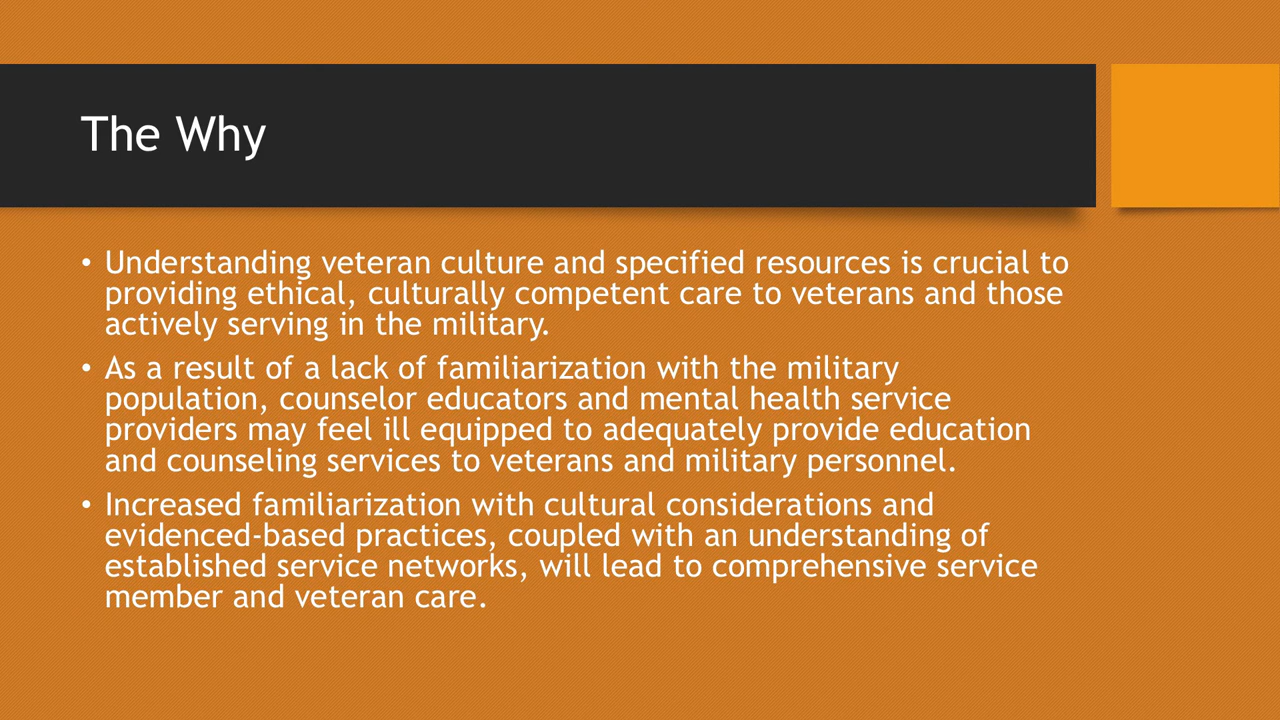 The Why
• Understanding veteran culture and specified resources is crucial to
providing ethical, culturally competent care to veterans and those
actively serving in the military.
• As a result of a lack of familiarization with the military
population, counselor educators and mental health service
providers may feel ill equipped to adequately provide education
and counseling services to veterans and military personnel.
• Increased familiarization with cultural considerations and
evidenced-based practices, coupled with an understanding of
established service networks, will lead to comprehensive service
member and veteran care.